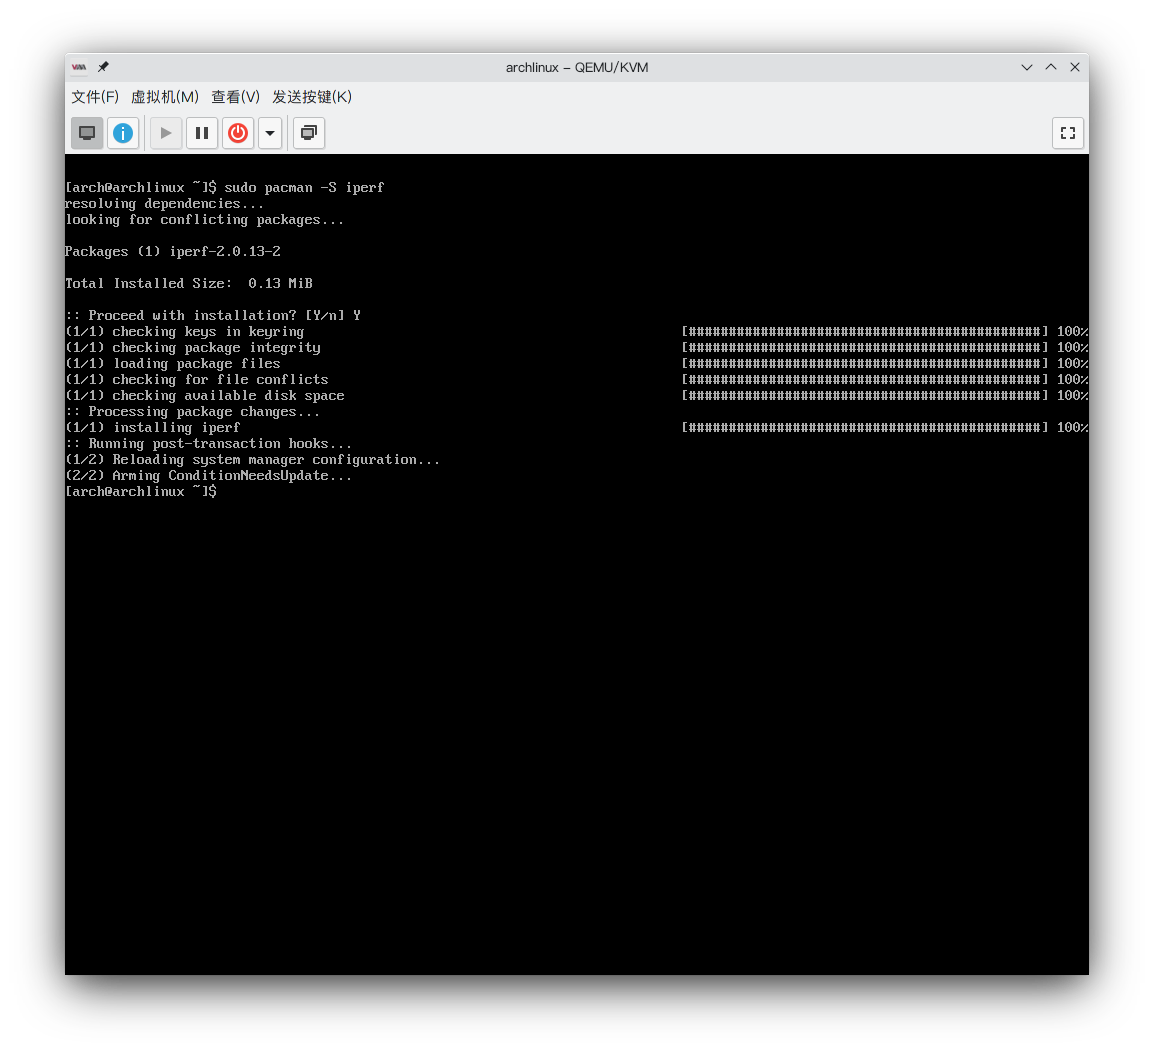 archlinux – QEMU/KVM
文件(F) 虚拟机(M) 查看(V) 发送按键(K)
[arch@archlinux ~]$ sudo pacman -S iperf
resolving dependencies...
looking for conflicting packages...
Packages (1) iperf-2.0.13-2
Total Installed Size:  0.13 MiB
:: Proceed with installation? [Y/n] Y
(1/1) checking keys in keyring [############################################] 100%
(1/1) checking package integrity [############################################] 100%
(1/1) loading package files [############################################] 100%
(1/1) checking for file conflicts [############################################] 100%
(1/1) checking available disk space [############################################] 100%
:: Processing package changes...
(1/1) installing iperf [############################################] 100%
:: Running post-transaction hooks...
(1/2) Reloading system manager configuration...
(2/2) Arming ConditionNeedsUpdate...
[arch@archlinux ~]$